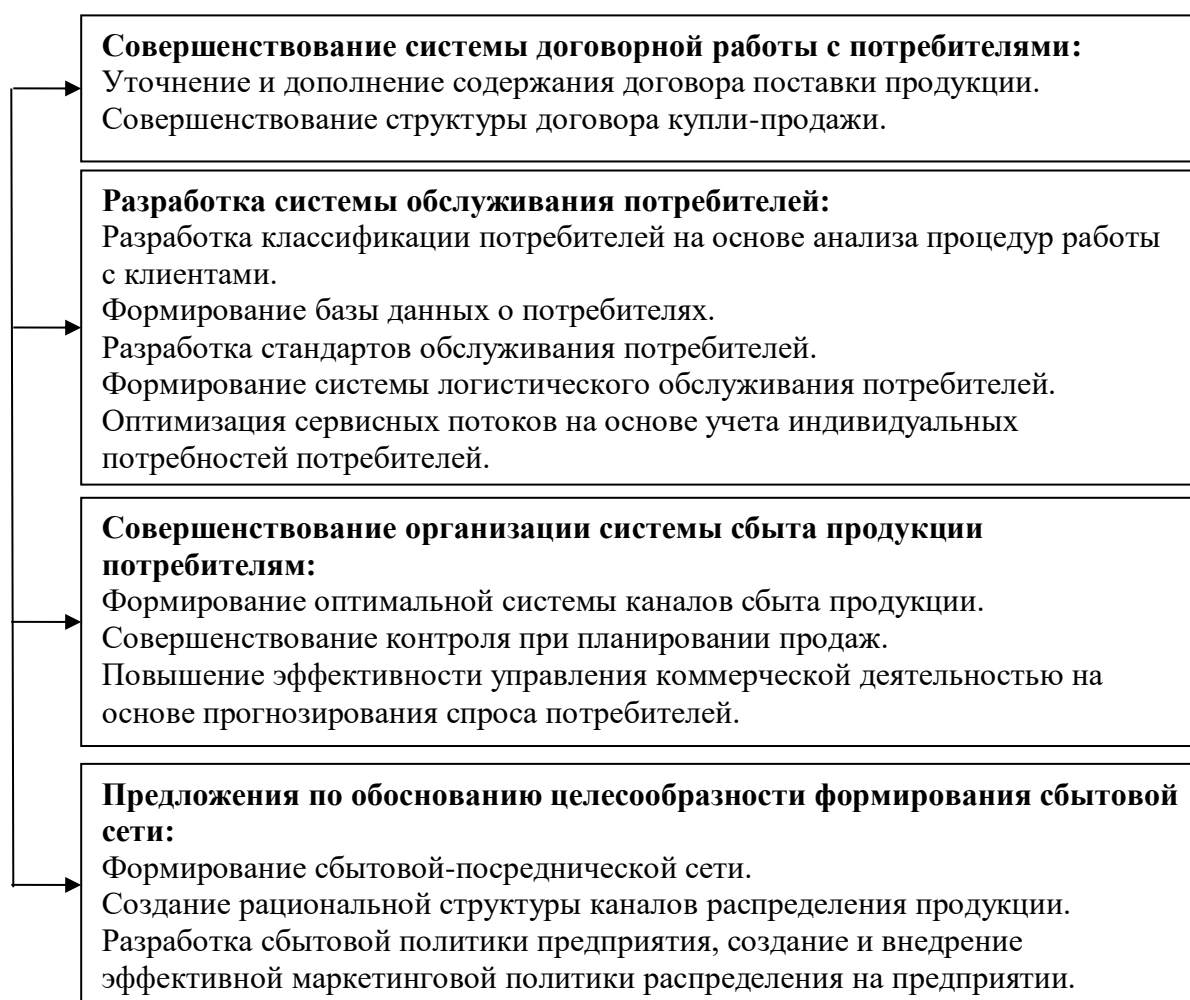 Совершенствование системы договорной работы с потребителями:
Уточнение и дополнение содержания договора поставки продукции.
Совершенствование структуры договора купли-продажи.
Разработка системы обслуживания потребителей:
Разработка классификации потребителей на основе анализа процедур работы
с клиентами.
Формирование базы данных о потребителях.
Разработка стандартов обслуживания потребителей.
Формирование системы логистического обслуживания потребителей.
Оптимизация сервисных потоков на основе учета индивидуальных
потребностей потребителей.
Совершенствование организации системы сбыта продукции
потребителям:
Формирование оптимальной системы каналов сбыта продукции.
Совершенствование контроля при планировании продаж.
Повышение эффективности управления коммерческой деятельностью на
основе прогнозирования спроса потребителей.
Предложения по обоснованию целесообразности формирования сбытовой
сети:
Формирование сбытовой-посреднической сети.
Создание рациональной структуры каналов распределения продукции.
Разработка сбытовой политики предприятия, создание и внедрение
эффективной маркетинговой политики распределения на предприятии.